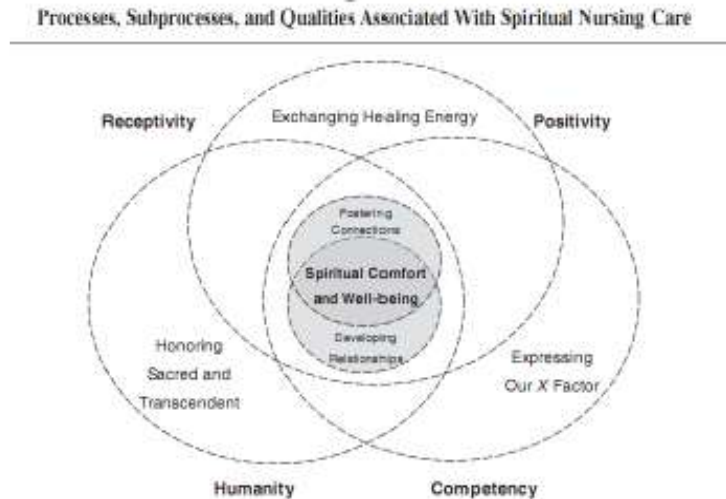 Processes, Subprocesses, and Qualities Associated With Spiritual Nursing Care
Receptivity
Exchanging Healing Energy
Positivity
Fostering
Connections
Spiritual Comfort
and Well-being
Developing
Relationships
Honoring
Sacred and
Transcendent
Expressing
Our X Factor
Humanity
Competency